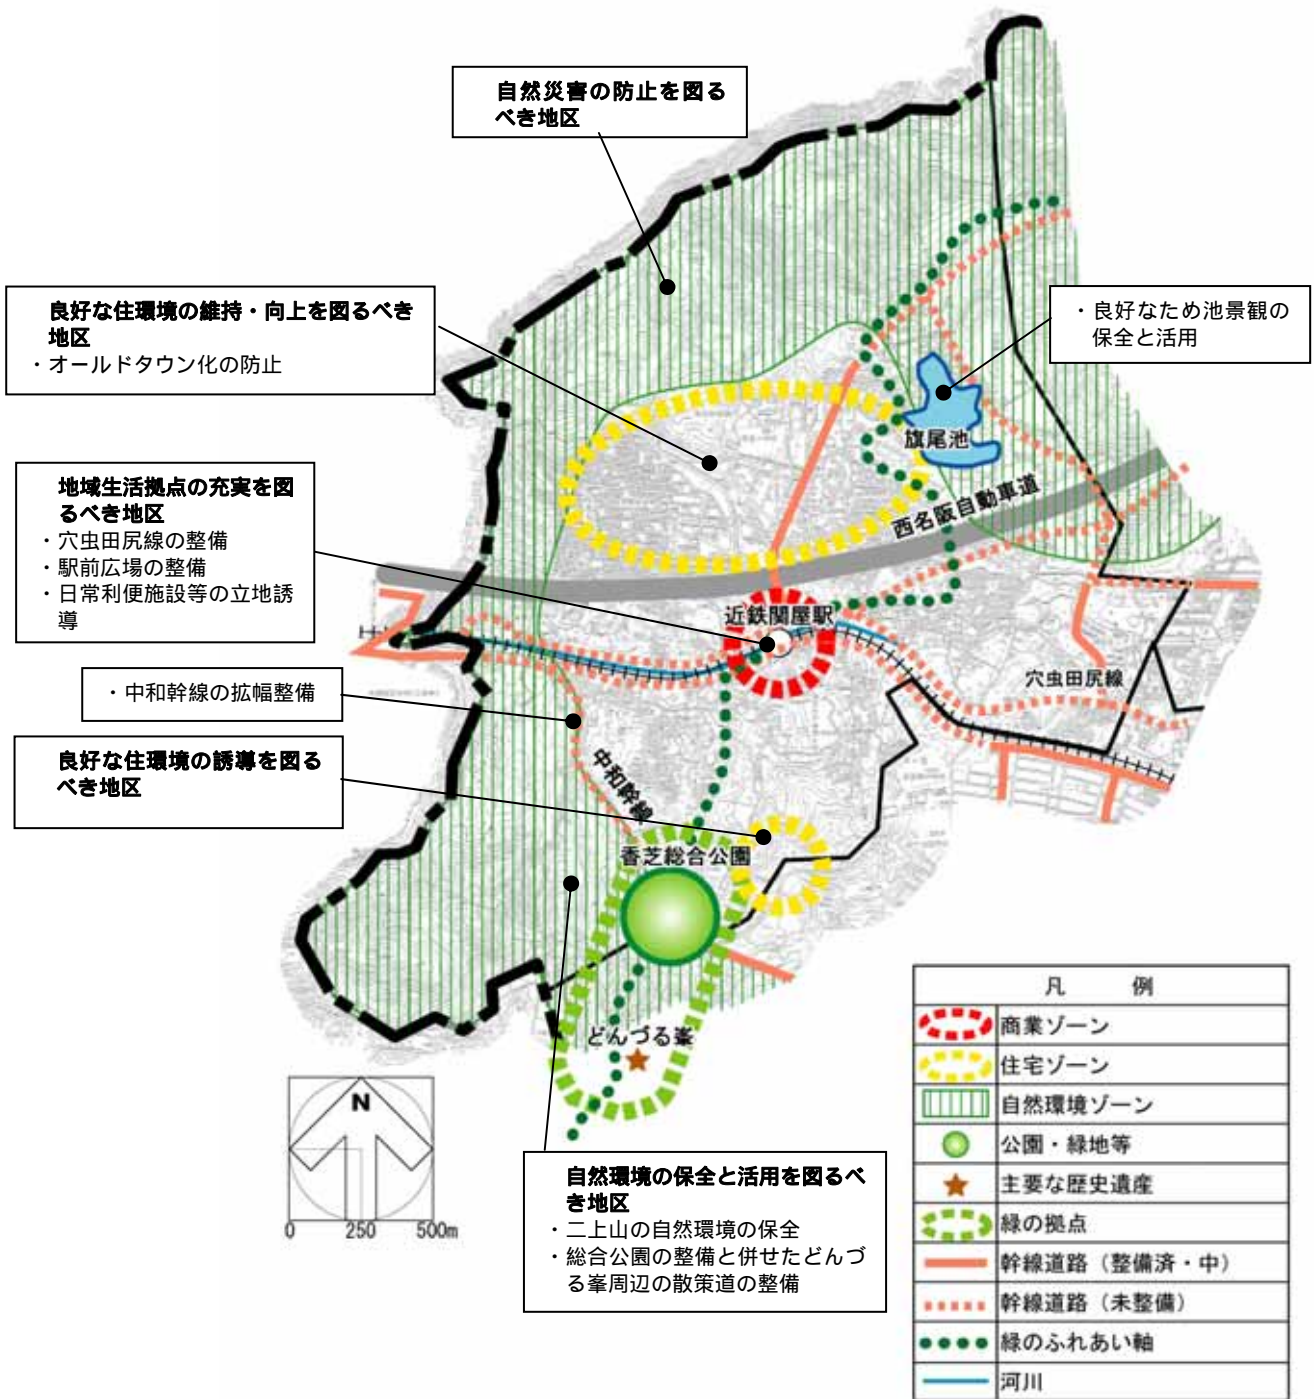 自然災害の防止を図る
べき地区
良好な住環境の維持・向上を図るべき
地区
・オールドタウン化の防止
・良好なため池景観の
保全と活用
旗尾池
地域生活拠点の充実を図
るべき地区
・穴虫田尻線の整備
・駅前広場の整備
・日常利便施設等の立地誘
導
西名阪自動車道
近鉄関屋駅
穴虫田尻線
・中和幹線の拡幅整備
良好な住環境の誘導を図る
べき地区
中和幹線
香芝総合公園
どんづる峯
N
0 250 500m
自然環境の保全と活用を図るべ
き地区
・二上山の自然環境の保全
・総合公園の整備と併せたどんづ
る峯周辺の散策道の整備
凡 例
商業ゾーン
住宅ゾーン
自然環境ゾーン
公園・緑地等
主要な歴史遺産
緑の拠点
幹線道路（整備済・中）
幹線道路（未整備）
緑のふれあい軸
河川